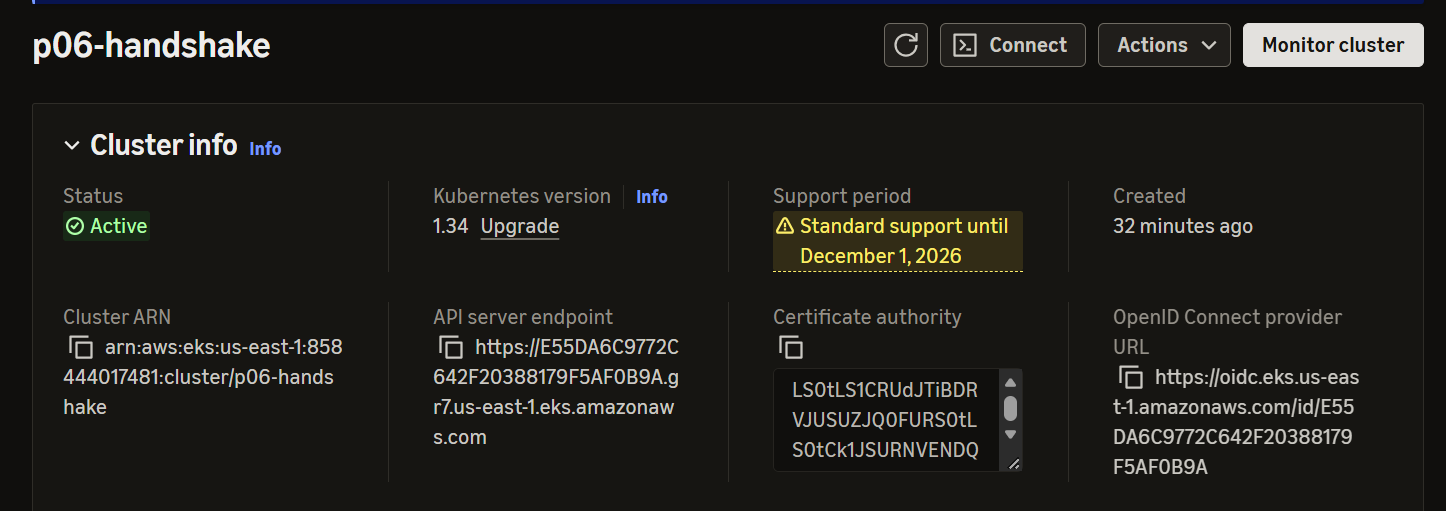 p06-handshake
Connect
Actions
Monitor cluster
Cluster info Info
Status
Active
Kubernetes version
Info
1.34 Upgrade
Support period
Standard support until
December 1, 2026
Created
32 minutes ago
Cluster ARN
arn:aws:eks:us-east-1:858
444017481:cluster/p06-hands
hake
API server endpoint
https://E55DA6C9772C
642F20388179F5AF0B9A.g
r7.us-east-1.eks.amazonaw
s.com
Certificate authority
LS0tLS1CRUdJTiBDR
VJUSUZJQ0FURS0tL
S0tCk1JSURNVENDQ
OpenID Connect provider
URL
https://oidc.eks.us-eas
t-1.amazonaws.com/id/E55
DA6C9772C642F20388179
F5AF0B9A